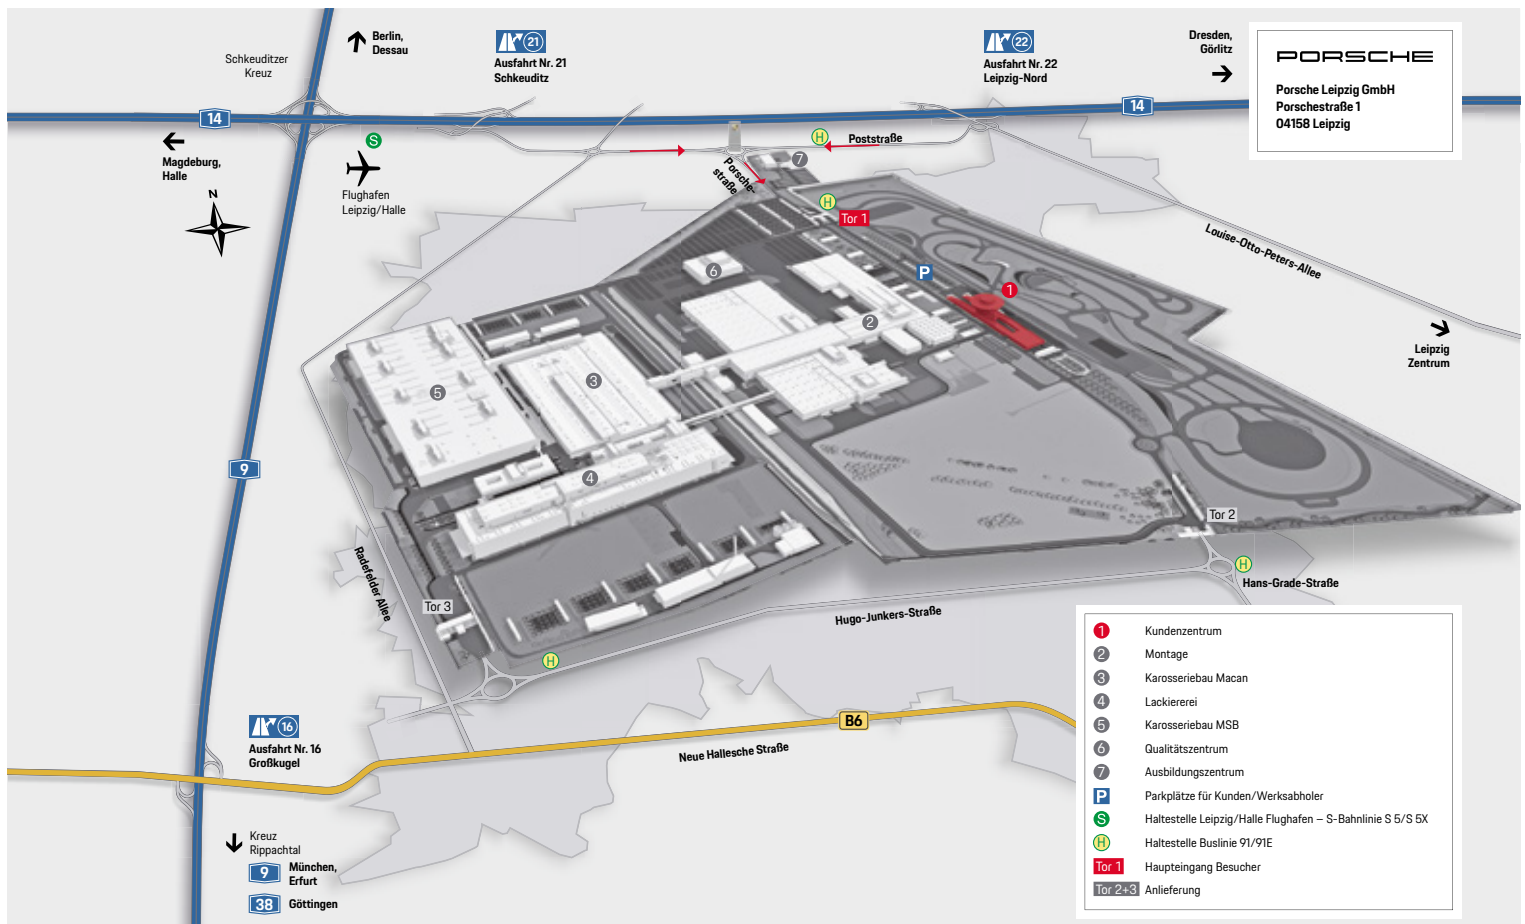 Berlin,
Dessau
21
Ausfahrt Nr. 21
Schkeuditz
22
Ausfahrt Nr. 22
Leipzig-Nord
Dresden,
Görlitz
PORSCHE
Porsche Leipzig GmbH
Porschestraße 1
04158 Leipzig
Schkeuditzer
Kreuz
14
14
Magdeburg,
Halle
S
Flughafen
Leipzig/Halle
N
H
Poststraße
7
Porsche-
straße
H
Tor 1
Louise-Otto-Peters-Allee
6
P
1
2
Leipzig
Zentrum
3
5
9
4
Tor 2
H
Hans-Grade-Straße
Radefelder Allee
Tor 3
Hugo-Junkers-Straße
H
16
Ausfahrt Nr. 16
Großkugel
B6
Neue Hallesche Straße
Kreuz
Rippachtal
9
München,
Erfurt
38
Göttingen
1 Kundenzentrum
2 Montage
3 Karosseriebau Macan
4 Lackiererei
5 Karosseriebau MSB
6 Qualitätszentrum
7 Ausbildungszentrum
P Parkplätze für Kunden/Werksabholer
S Haltestelle Leipzig/Halle Flughafen – S-Bahnlinie S 5/S 5X
H Haltestelle Buslinie 91/91E
Tor 1 Haupteingang Besucher
Tor 2+3 Anlieferung